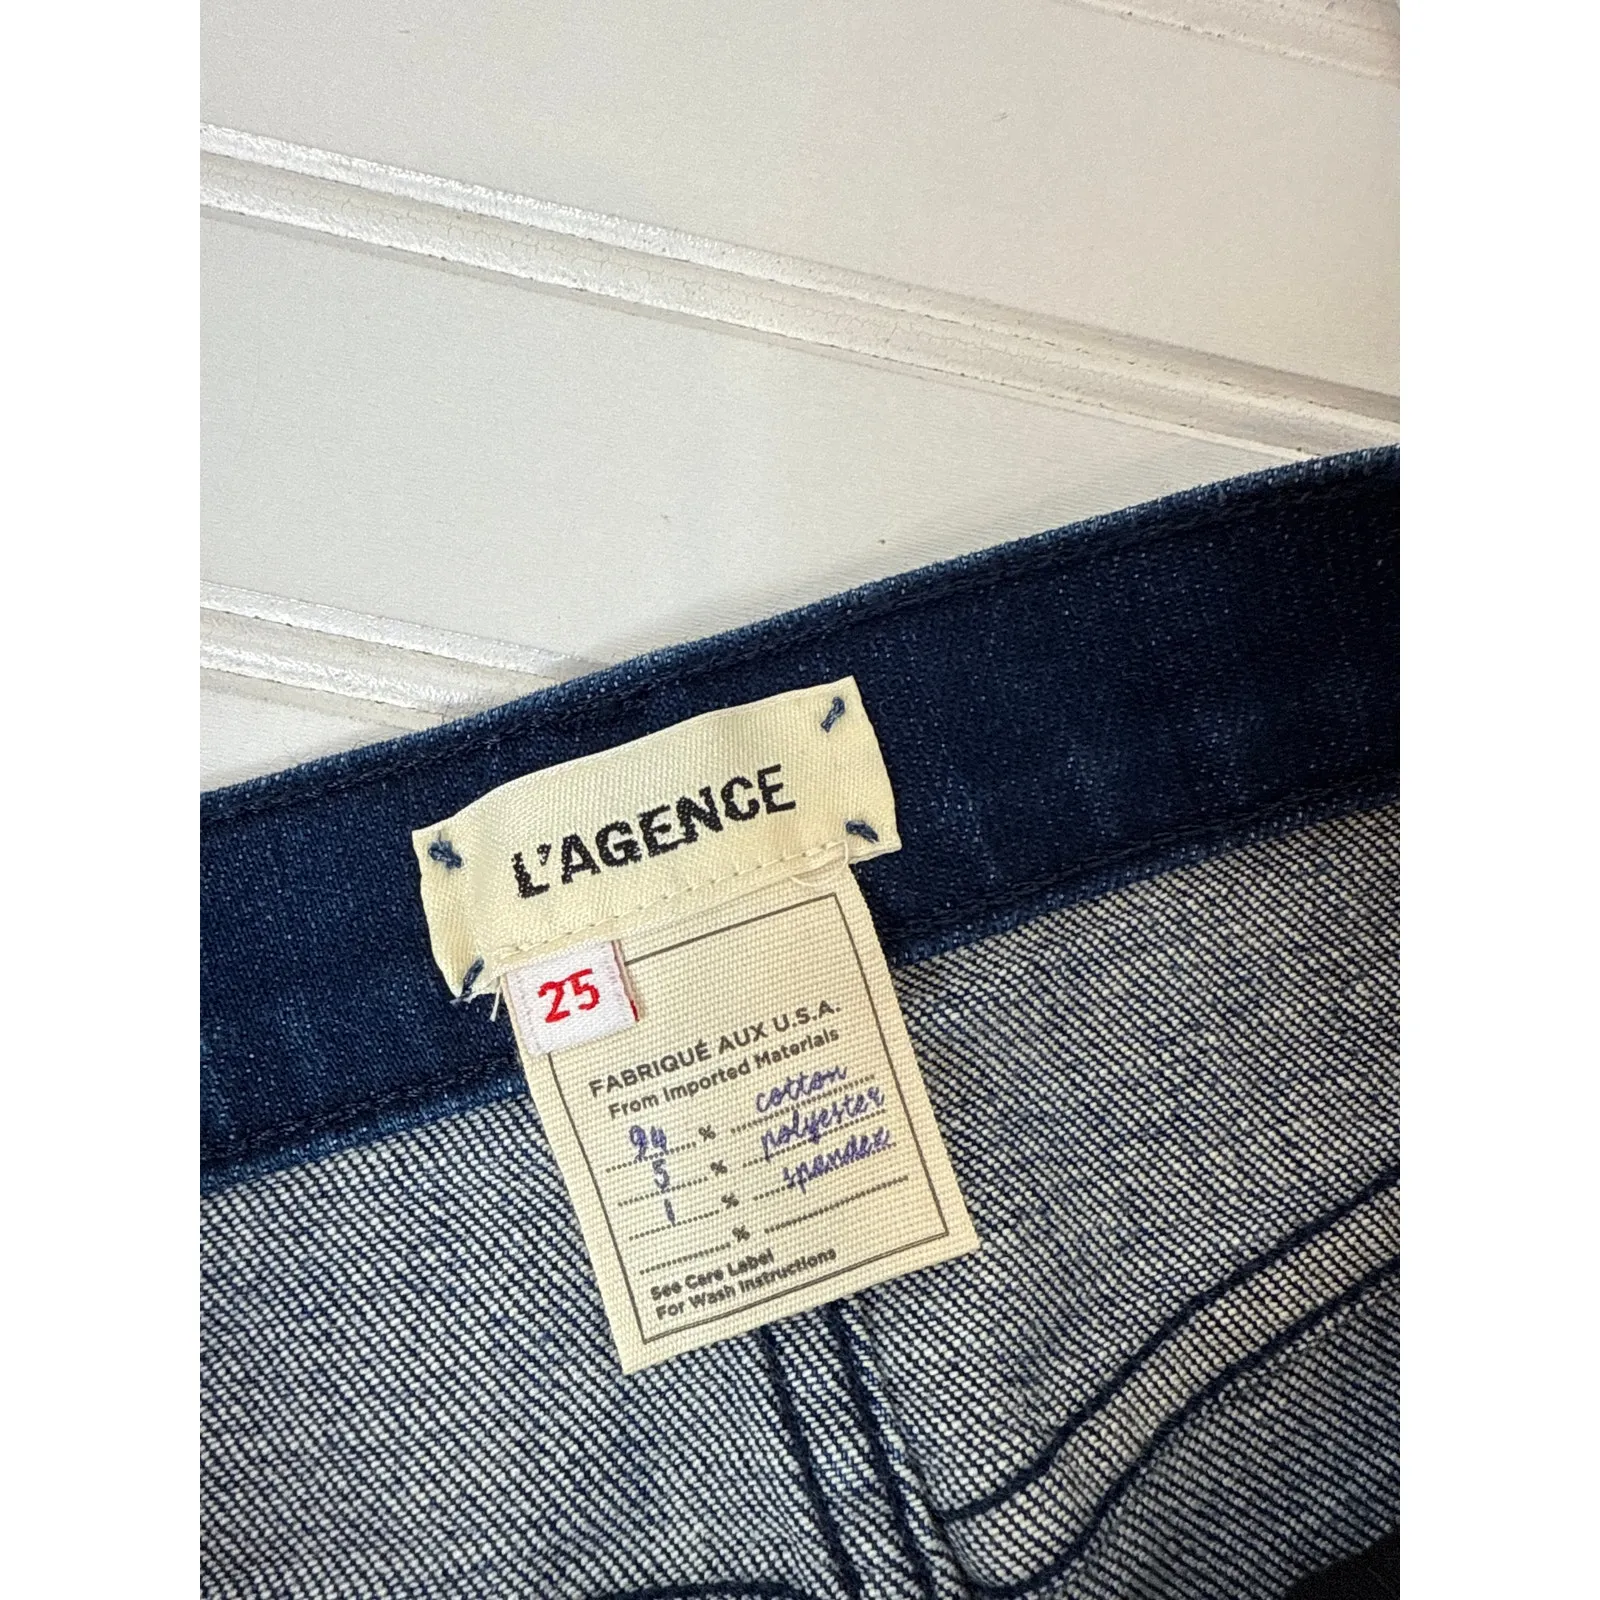 L'AGENCE
25
FABRIQUÉ AUX U.S.A.
From Imported Materials
94 % cotton
5 % polyester
1 % spandex
%
See Care Label
For Wash Instructions